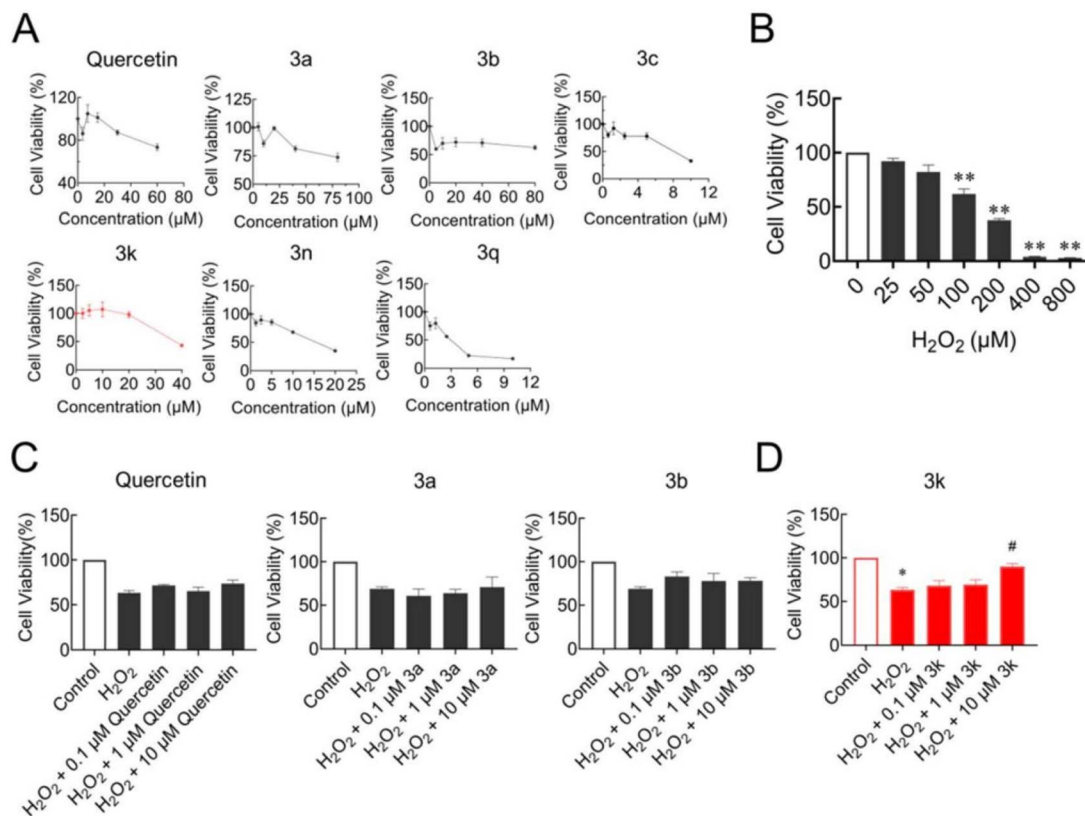 A
Quercetin
Cell Viability (%)
120
100
80
60
40
0 20 40 60 80
Concentration (µM)
3a
Cell Viability (%)
125
100
75
50
0 25 50 75 100
Concentration (µM)
3b
Cell Viability (%)
150
100
50
0
0 20 40 60 80
Concentration (µM)
3c
Cell Viability (%)
150
100
50
0
0 4 8 12
Concentration (µM)
B
Cell Viability (%)
150
100
50
0
** ** ** **
0 25 50 100 200 400 800
H₂O₂ (µM)
3k
Cell Viability (%)
150
100
50
0
0 10 20 30 40
Concentration (µM)
3n
Cell Viability (%)
150
100
50
0
0 5 10 15 20 25
Concentration (µM)
3q
Cell Viability (%)
150
100
50
0
0 3 6 9 12
Concentration (µM)
C
Quercetin
Cell Viability(%)
150
100
50
0
Control
H₂O₂
H₂O₂ + 0.1 µM Quercetin
H₂O₂ + 1 µM Quercetin
H₂O₂ + 10 µM Quercetin
3a
Cell Viability (%)
150
100
50
0
Control
H₂O₂
H₂O₂ + 0.1 µM 3a
H₂O₂ + 1 µM 3a
H₂O₂ + 10 µM 3a
3b
Cell Viability (%)
150
100
50
0
Control
H₂O₂
H₂O₂ + 0.1 µM 3b
H₂O₂ + 1 µM 3b
H₂O₂ + 10 µM 3b
D
3k
Cell Viability (%)
150
100
50
0
* #
Control
H₂O₂
H₂O₂ + 0.1 µM 3k
H₂O₂ + 1 µM 3k
H₂O₂ + 10 µM 3k